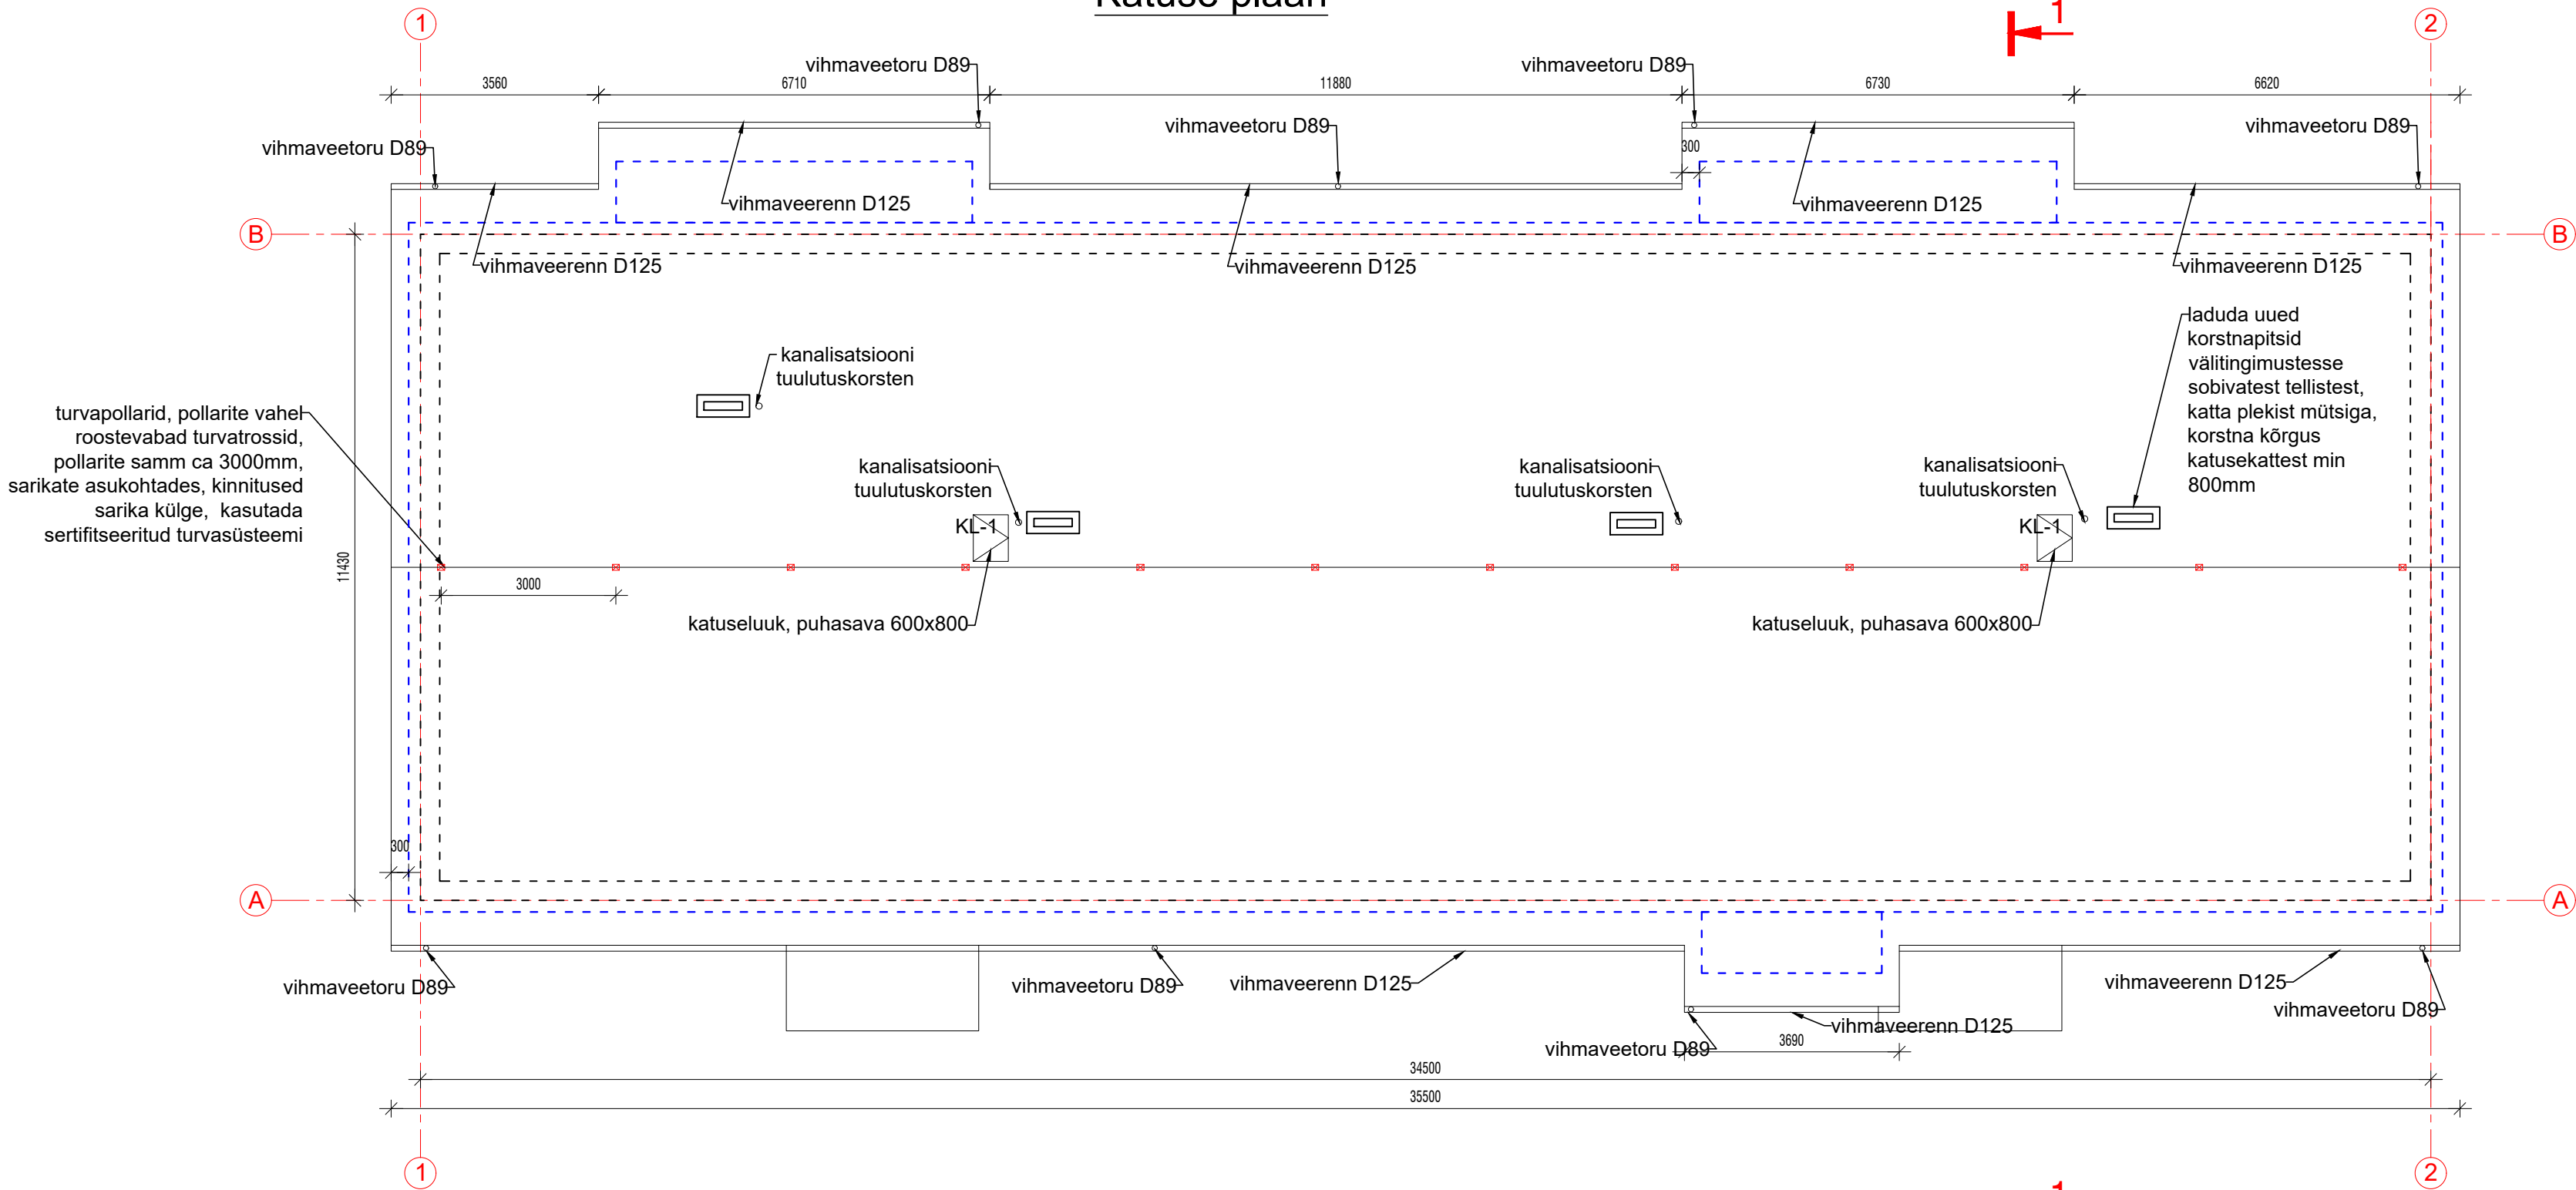 Katuse plaan
1
2
1
vihmaveetoru D89
vihmaveetoru D89
3560
6710
11880
6730
6620
vihmaveetoru D89
vihmaveetoru D89
vihmaveetoru D89
300
vihmaveerenn D125
vihmaveerenn D125
B
B
vihmaveerenn D125
vihmaveerenn D125
vihmaveerenn D125
laduda uued
korstnapitsid
välitingimustesse
sobivatest tellistest,
katta plekist mütsiga,
korstna kõrgus
katusekattest min
800mm
kanalisatsiooni
tuulutuskorsten
turvapollarid, pollarite vahel
roostevabad turvatrossid,
pollarite samm ca 3000mm,
sarikate asukohtades, kinnitused
sarika külge, kasutada
sertifitseeritud turvasüsteemi
kanalisatsiooni
tuulutuskorsten
kanalisatsiooni
tuulutuskorsten
kanalisatsiooni
tuulutuskorsten
KL-1
KL-1
11430
3000
katuseluuk, puhasava 600x800
katuseluuk, puhasava 600x800
300
A
A
vihmaveetoru D89
vihmaveetoru D89
vihmaveerenn D125
vihmaveerenn D125
vihmaveetoru D89
vihmaveerenn D125
vihmaveetoru D89
3690
34500
35500
1
2
1